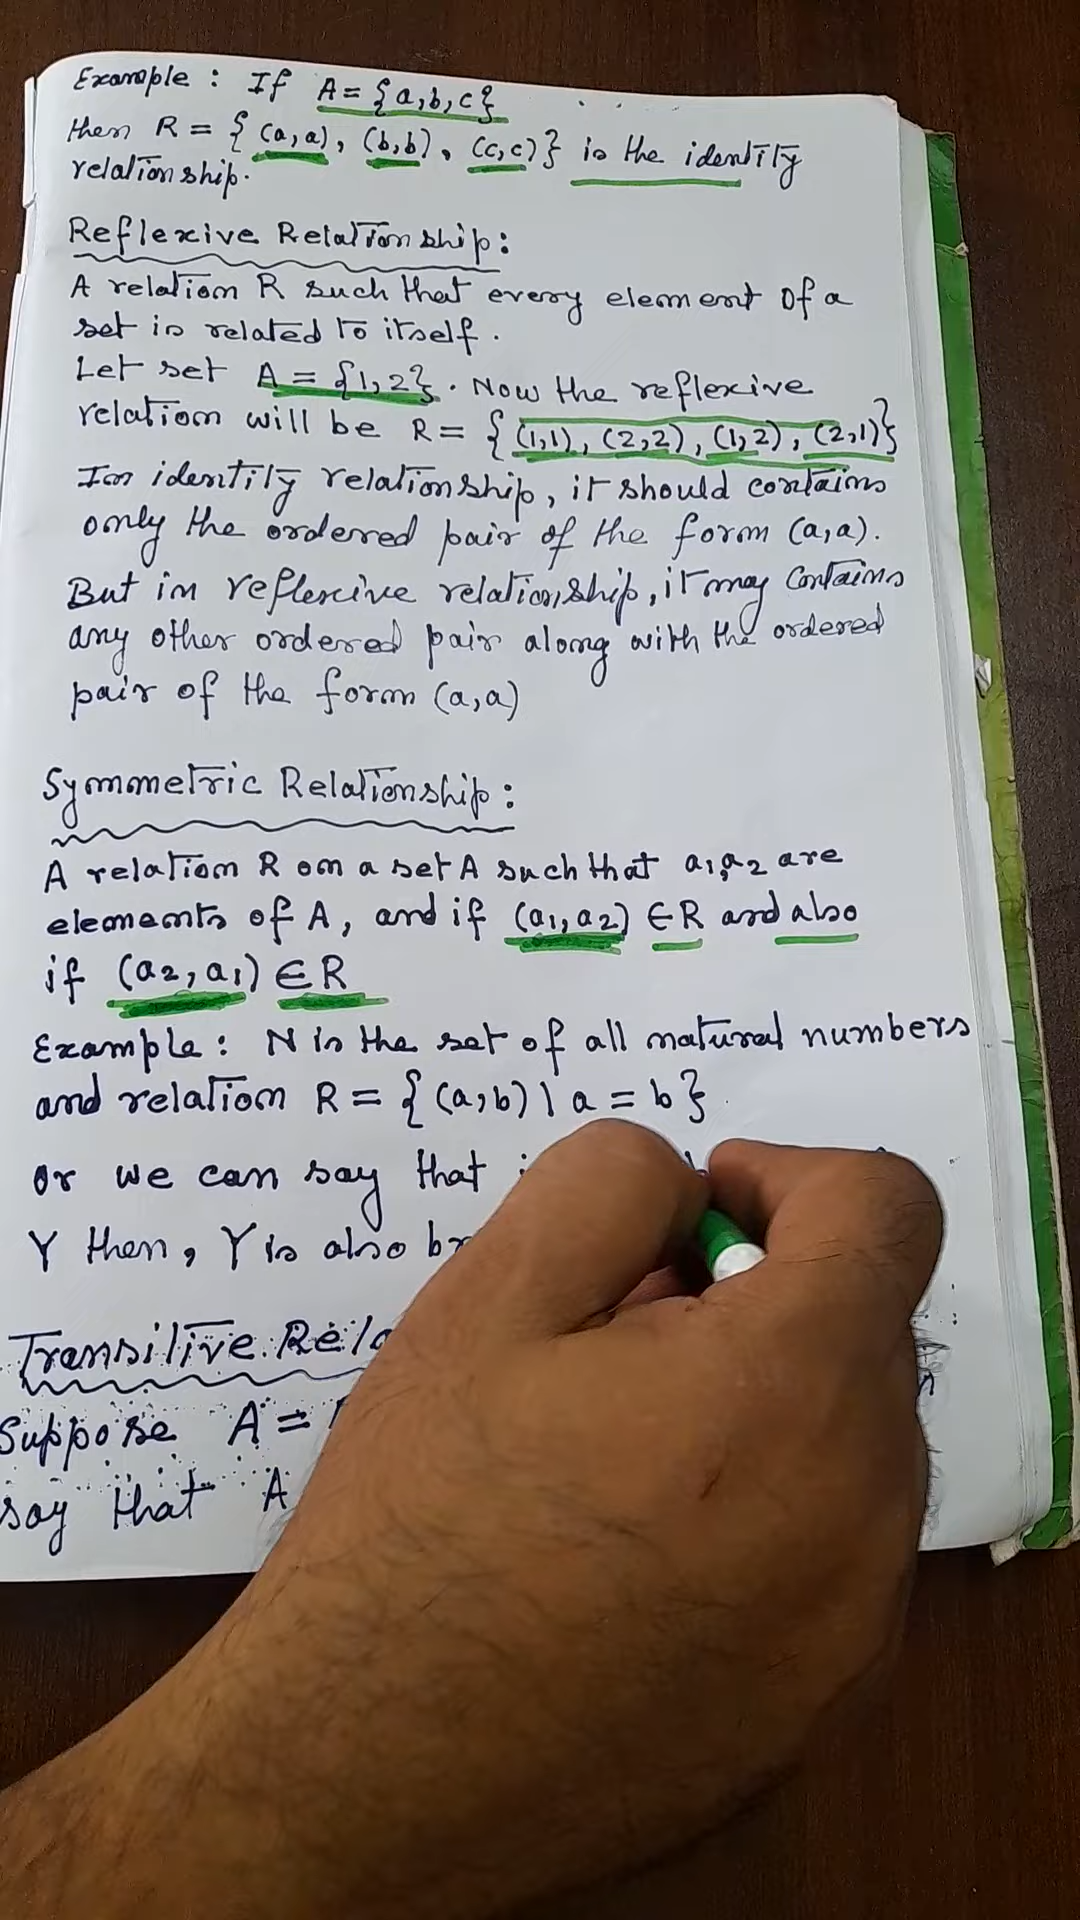 Example : If A = {a,b,c}
then R = { (a,a), (b,b), (c,c)} is the identity
relationship.
Reflexive Relationship:
A relation R such that every element of a
set is related to itself.
Let set A = {1,2}. Now the reflexive
relation will be R = { (1,1), (2,2), (1,2), (2,1)}
In identity relationship, it should contains
only the ordered pair of the form (a,a).
But in reflexive relationship, it may contains
any other ordered pair along with the ordered
pair of the form (a,a)
Symmetric Relationship:
A relation R on a set A such that a1,a2 are
elements of A, and if (a1,a2) ∈R and also
if (a2,a1) ∈R
Example: N is the set of all natural numbers
and relation R = { (a,b) \ a = b}
or we can say that
Y then, Y is also
Transitive
Suppose A =
say that A